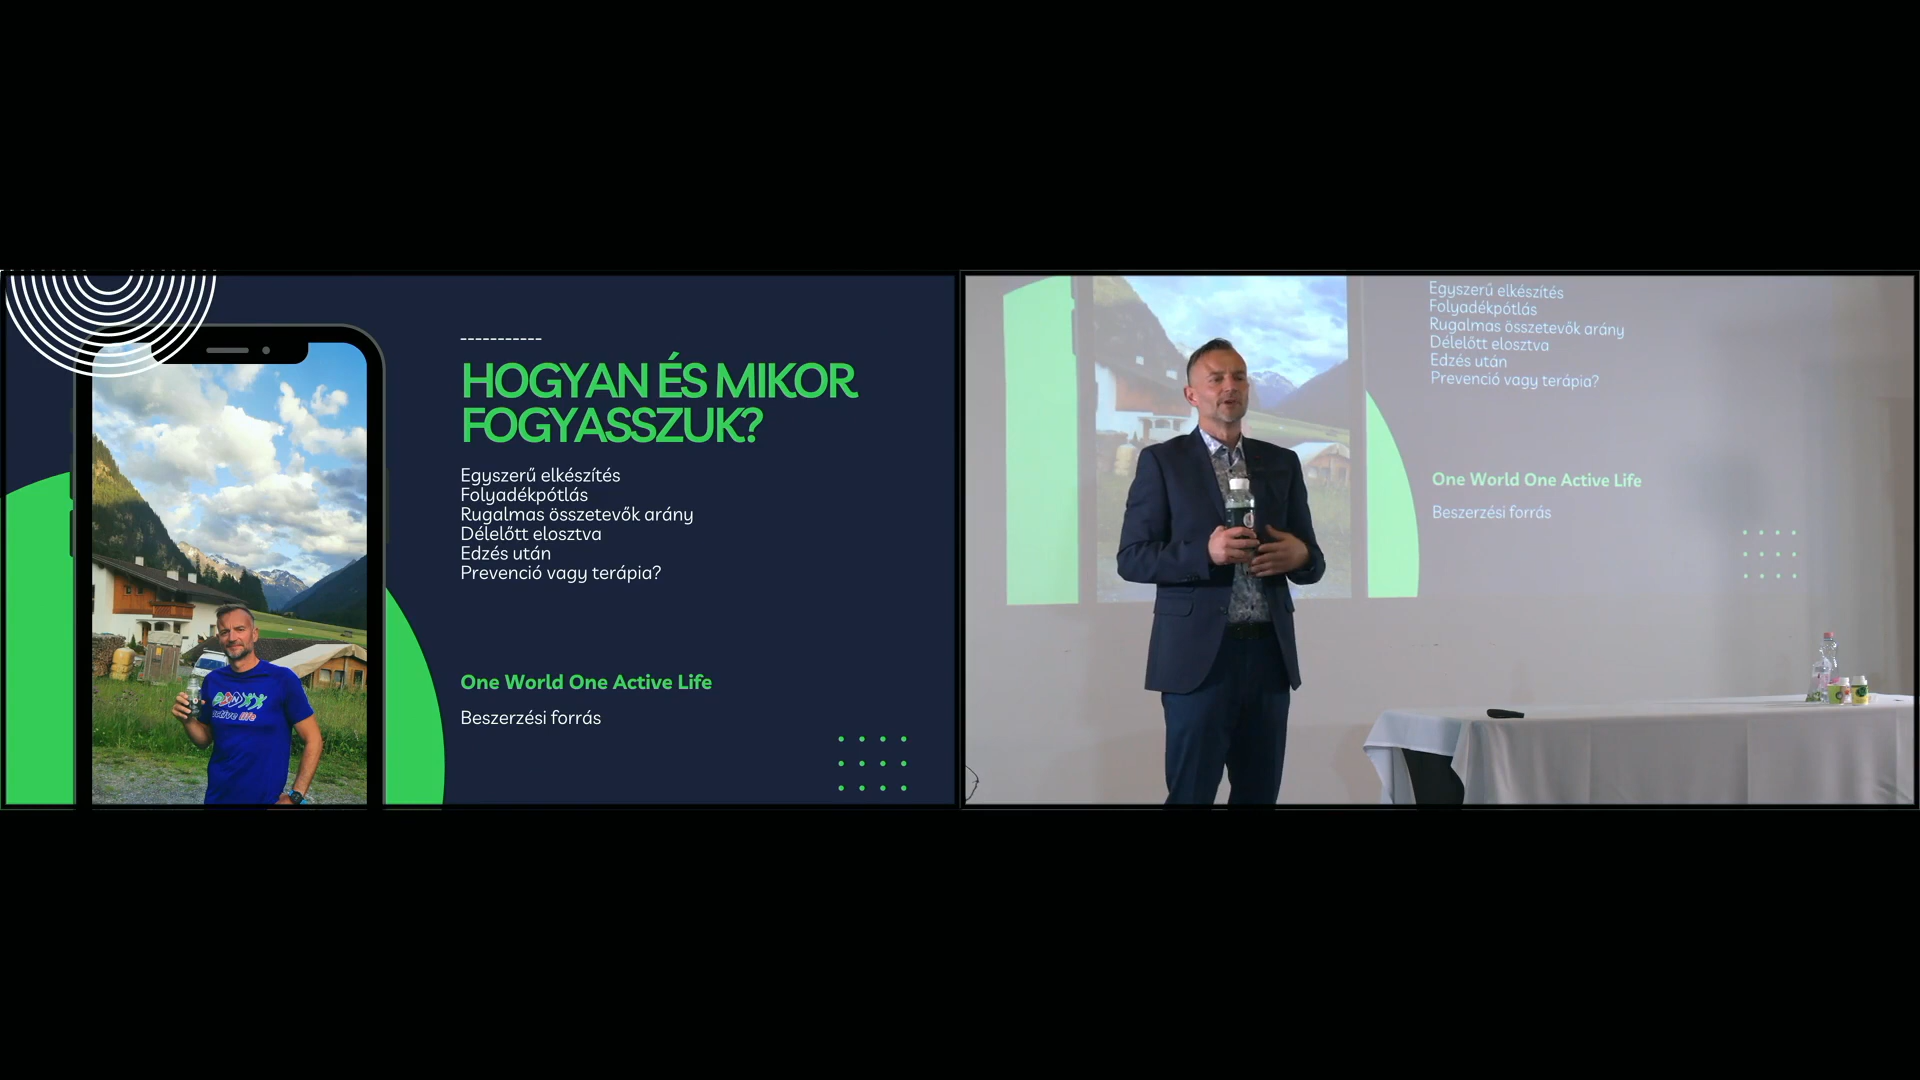 -----------
HOGYAN ÉS MIKOR
FOGYASSZUK?
Egyszerű elkészítés
Folyadékpótlás
Rugalmas összetevők arány
Délelőtt elosztva
Edzés után
Prevenció vagy terápia?
One World One Active Life
Beszerzési forrás
active life
Egyszerű elkészítés
Folyadékpótlás
Rugalmas összetevők arány
Délelőtt elosztva
Edzés után
Prevenció vagy terápia?
One World One Active Life
Beszerzési forrás